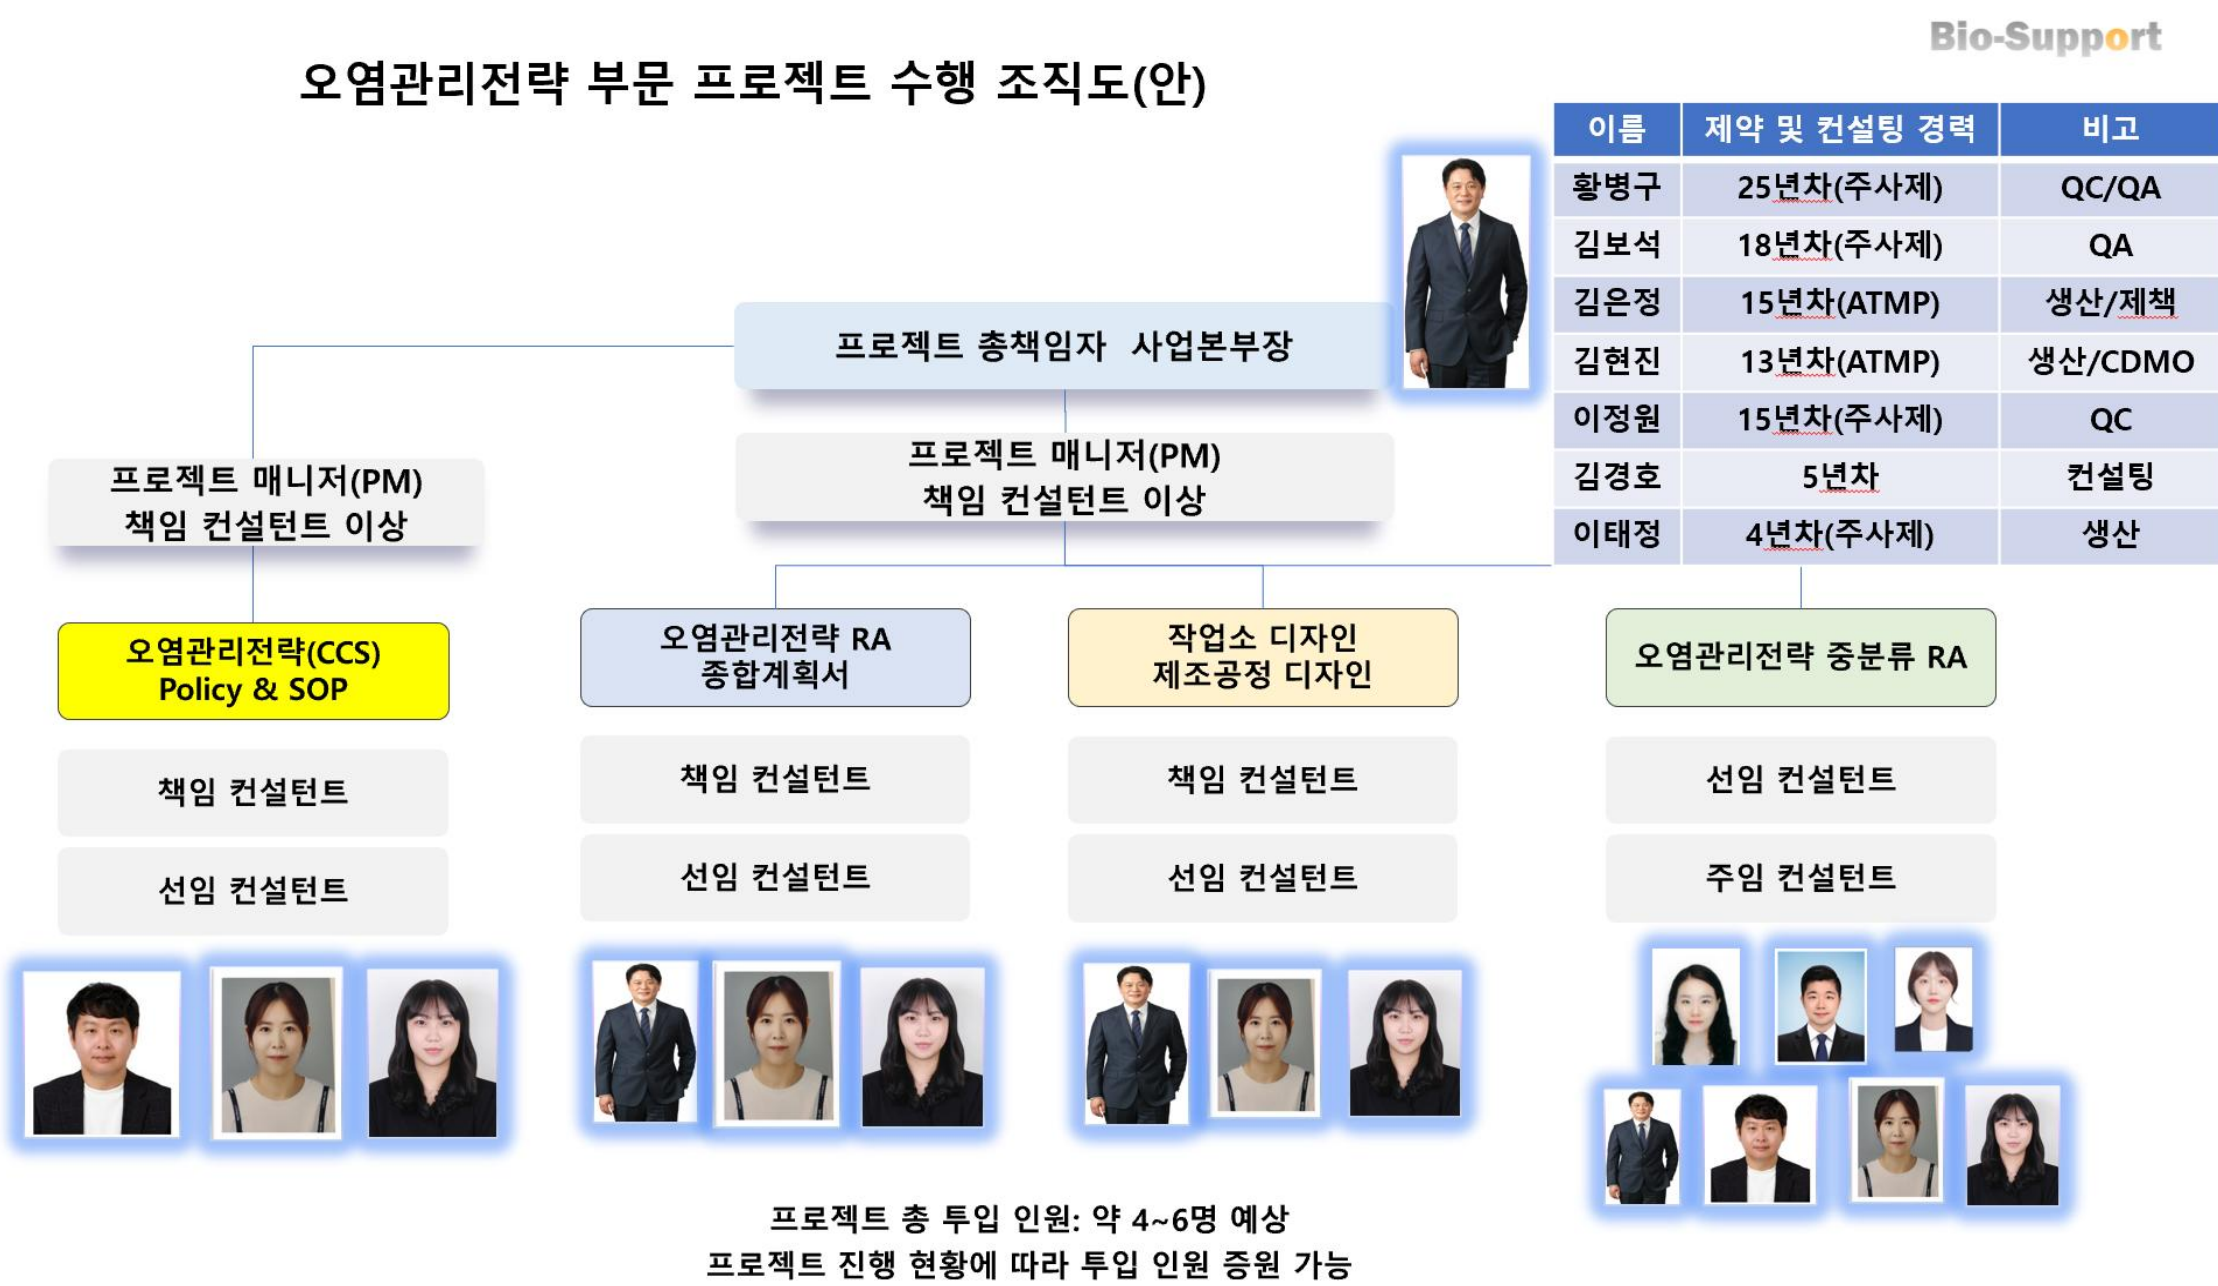 Bio-Support
오염관리전략 부문 프로젝트 수행 조직도(안)
이름 제약 및 컨설팅 경력 비고
황병구 25년차(주사제) QC/QA
김보석 18년차(주사제) QA
김은정 15년차(ATMP) 생산/제책
김현진 13년차(ATMP) 생산/CDMO
이정원 15년차(주사제) QC
김경호 5년차 컨설팅
이태정 4년차(주사제) 생산
프로젝트 총책임자 사업본부장
프로젝트 매니저(PM)
책임 컨설턴트 이상
프로젝트 매니저(PM)
책임 컨설턴트 이상
오염관리전략(CCS)
Policy & SOP
책임 컨설턴트
선임 컨설턴트
오염관리전략 RA
종합계획서
책임 컨설턴트
선임 컨설턴트
작업소 디자인
제조공정 디자인
책임 컨설턴트
선임 컨설턴트
오염관리전략 중분류 RA
선임 컨설턴트
주임 컨설턴트
프로젝트 총 투입 인원: 약 4~6명 예상
프로젝트 진행 현황에 따라 투입 인원 증원 가능